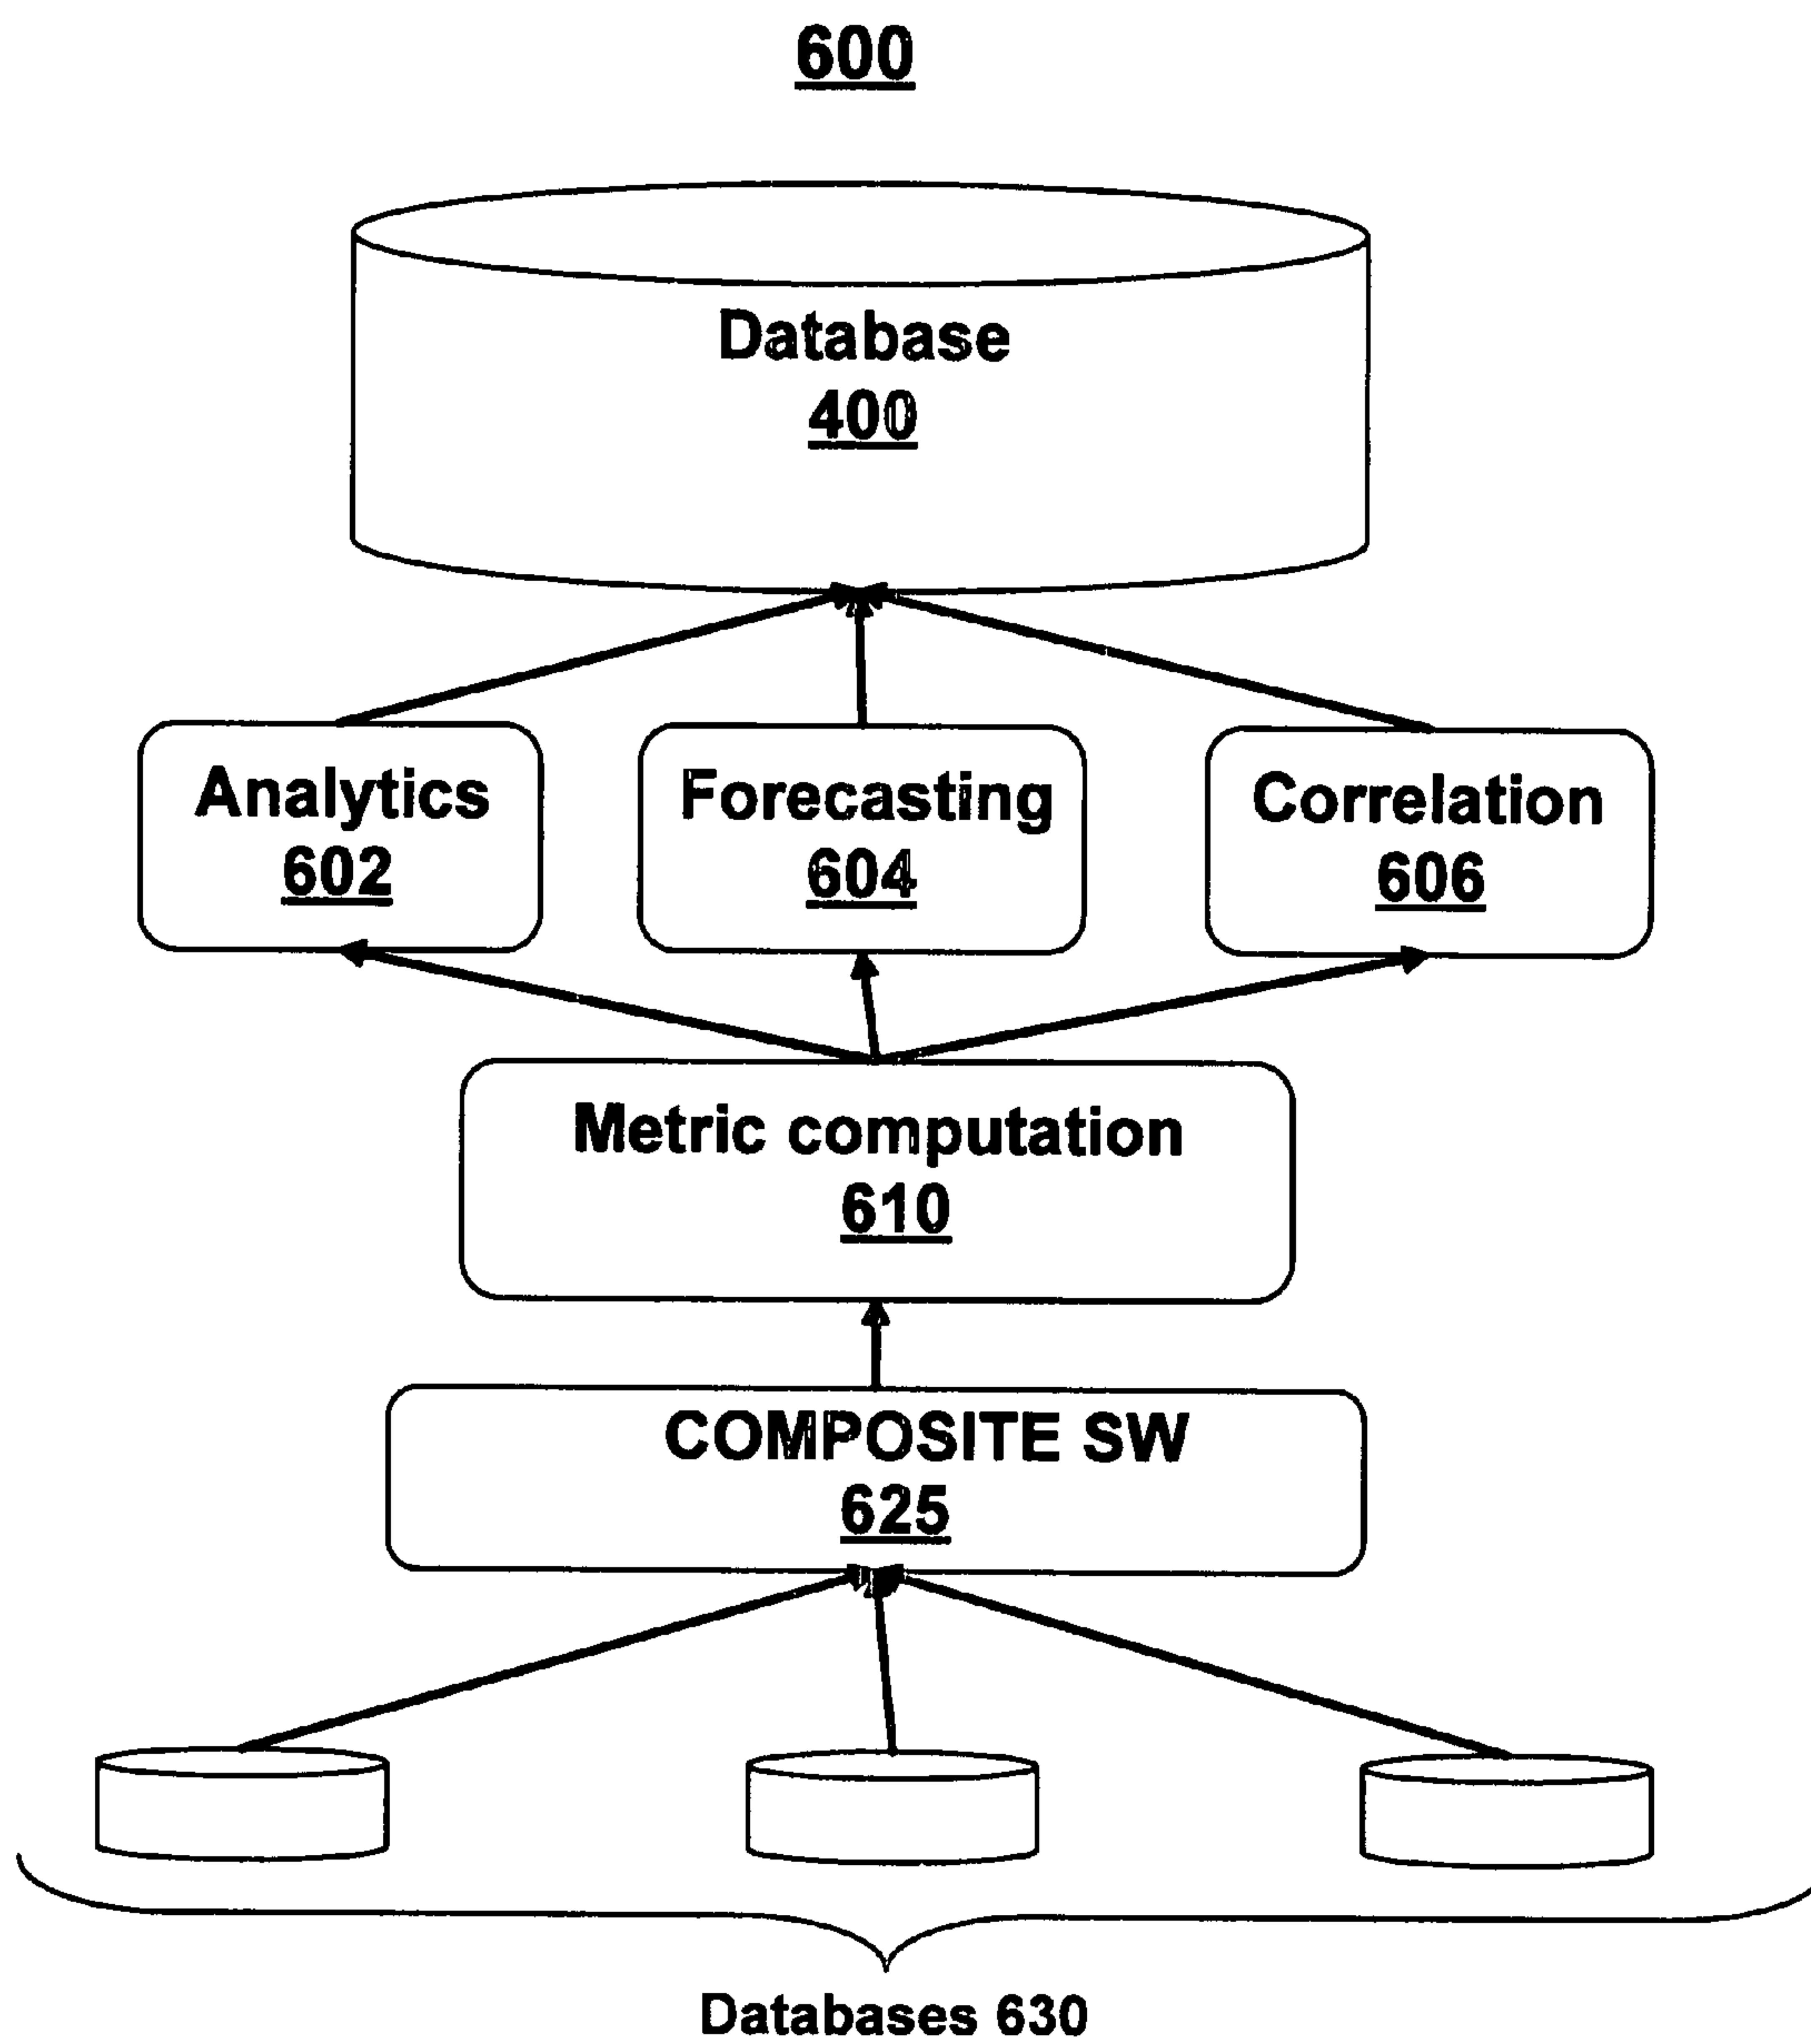 600
Database
400
Analytics
602
Forecasting
604
Correlation
606
Metric computation
610
COMPOSITE SW
625
Databases 630